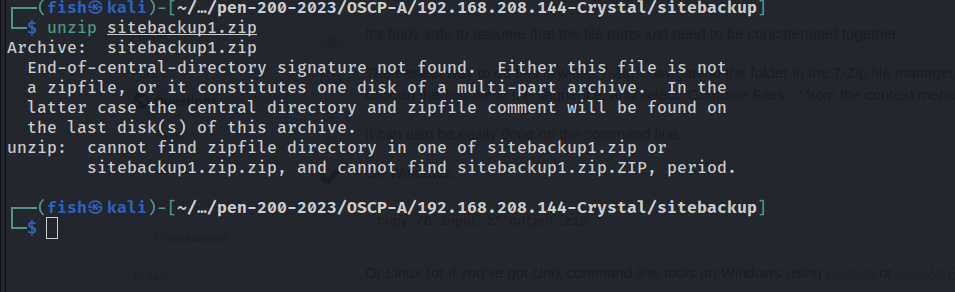 ┌──(fish㉿kali)-[~/…/pen-200-2023/OSCP-A/192.168.208.144-Crystal/sitebackup]
└─$ unzip sitebackup1.zip
It's fairly safe to assume that the file parts just need to be concatenated together
Archive:  sitebackup1.zip
  End-of-central-directory signature not found.  Either this file is not
  a zipfile, or it constitutes one disk of a multi-part archive.  In the
the folder in the 7-Zip file manager
  latter case the central directory and zipfile comment will be found on
Combine Files.." from the context menu
  the last disk(s) of this archive.
can also be easily done on the command line.
unzip:  cannot find zipfile directory in one of sitebackup1.zip or
        sitebackup1.zip.zip, and cannot find sitebackup1.zip.ZIP, period.
┌──(fish㉿kali)-[~/…/pen-200-2023/OSCP-A/192.168.208.144-Crystal/sitebackup]
└─$
copy /b input.z* output.zip
Unanswered
TEAMS
Or Linux (or if you've got Unix command line tools on Windows using Cygwin or GnuWin